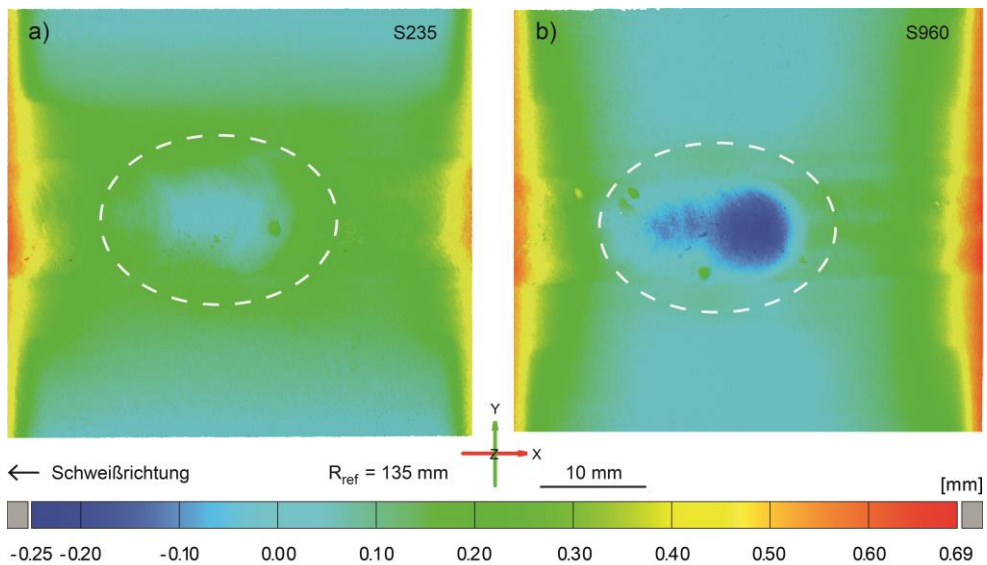 a) S235
b) S960
Y
Z X
← Schweißrichtung R_ref = 135 mm 10 mm [mm]
-0.25 -0.20 -0.10 0.00 0.10 0.20 0.30 0.40 0.50 0.60 0.69